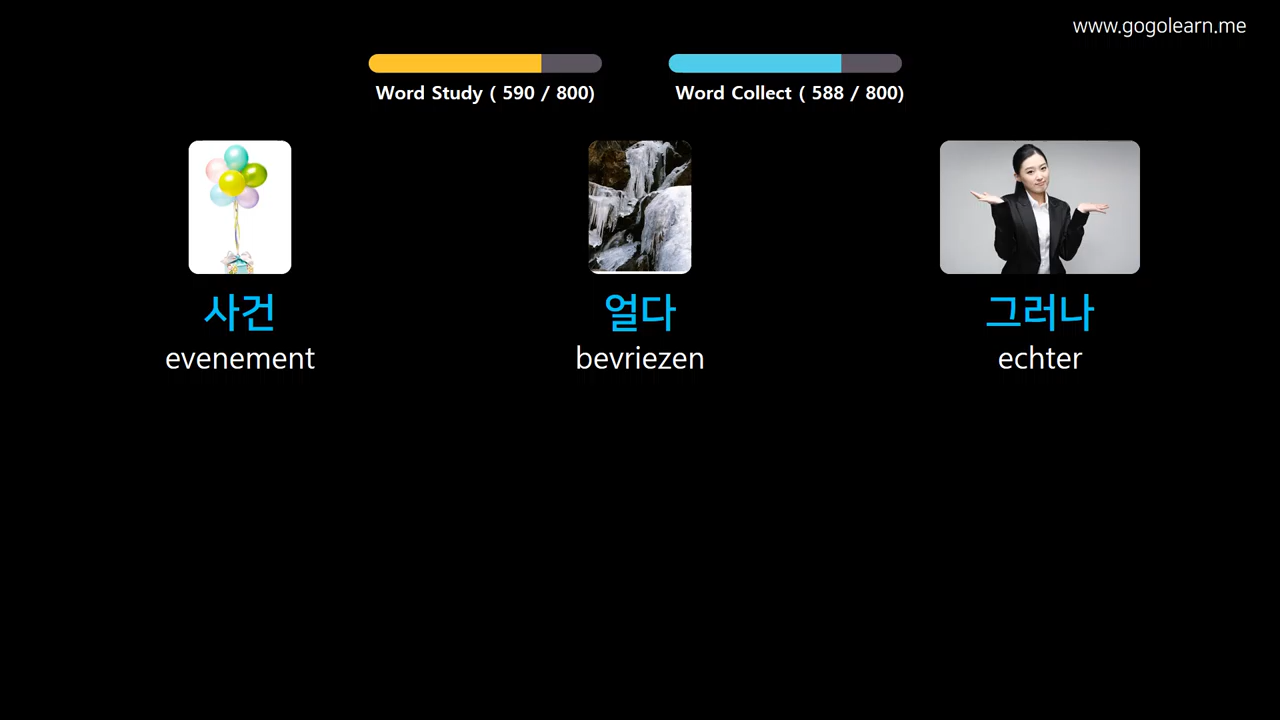 www.gogolearn.me
Word Study ( 590 / 800)
Word Collect ( 588 / 800)
사건
얼다
그러나
evenement
bevriezen
echter